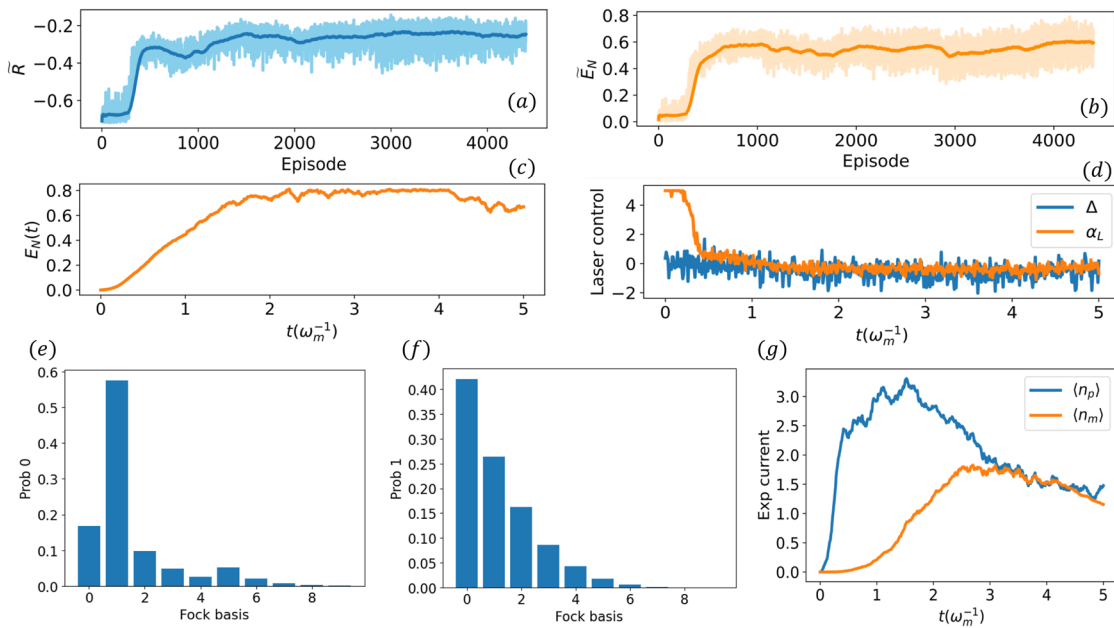 −0.2
−0.4
−0.6
R̃
(a)
0 1000 2000 3000 4000
Episode
0.8
0.6
0.4
0.2
0.0
Ẽ_N
(b)
0 1000 2000 3000 4000
Episode
(c)
0.8
0.6
0.4
0.2
0.0
E_N(t)
0 1 2 3 4 5
t(ω_m^{-1})
(d)
4
2
0
−2
Laser control
Δ
α_L
0 1 2 3 4 5
t(ω_m^{-1})
(e)
0.6
0.5
0.4
0.3
0.2
0.1
0.0
Prob 0
0 2 4 6 8
Fock basis
(f)
0.40
0.35
0.30
0.25
0.20
0.15
0.10
0.05
0.00
Prob 1
0 2 4 6 8
Fock basis
(g)
3.0
2.5
2.0
1.5
1.0
0.5
0.0
Exp current
⟨n_p⟩
⟨n_m⟩
0 1 2 3 4 5
t(ω_m^{-1})